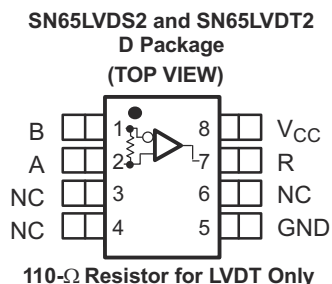 SN65LVDS2 and SN65LVDT2
D Package
(TOP VIEW)
B 1 8 VCC
A 2 7 R
NC 3 6 NC
NC 4 5 GND
110-Ω Resistor for LVDT Only